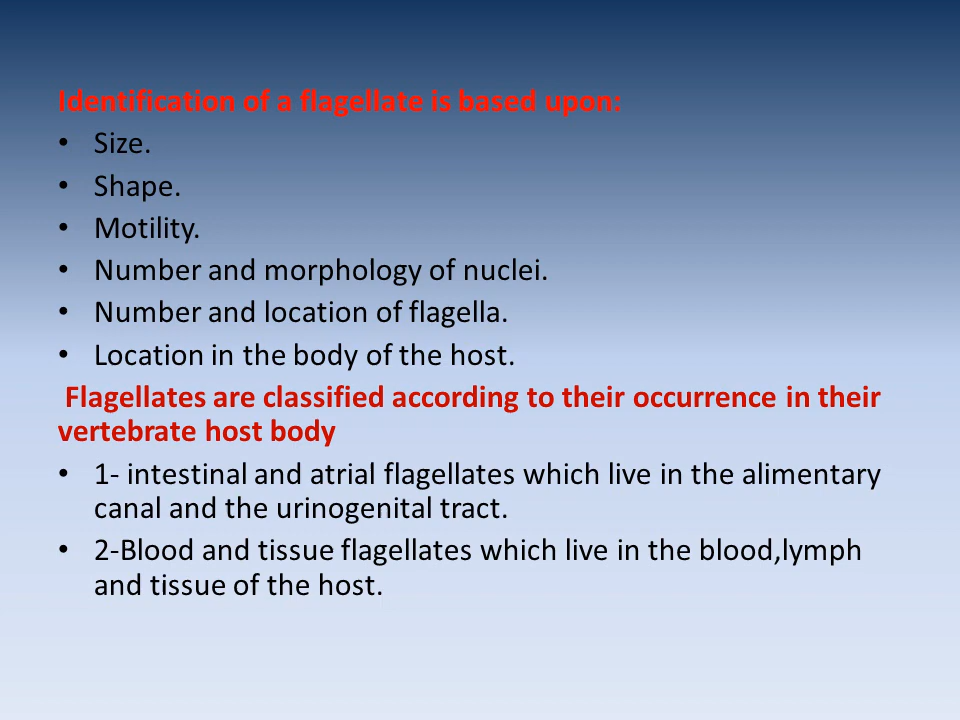 Identification of a flagellate is based upon:
• Size.
• Shape.
• Motility.
• Number and morphology of nuclei.
• Number and location of flagella.
• Location in the body of the host.
Flagellates are classified according to their occurrence in their
vertebrate host body
• 1- intestinal and atrial flagellates which live in the alimentary
canal and the urinogenital tract.
• 2-Blood and tissue flagellates which live in the blood,lymph
and tissue of the host.